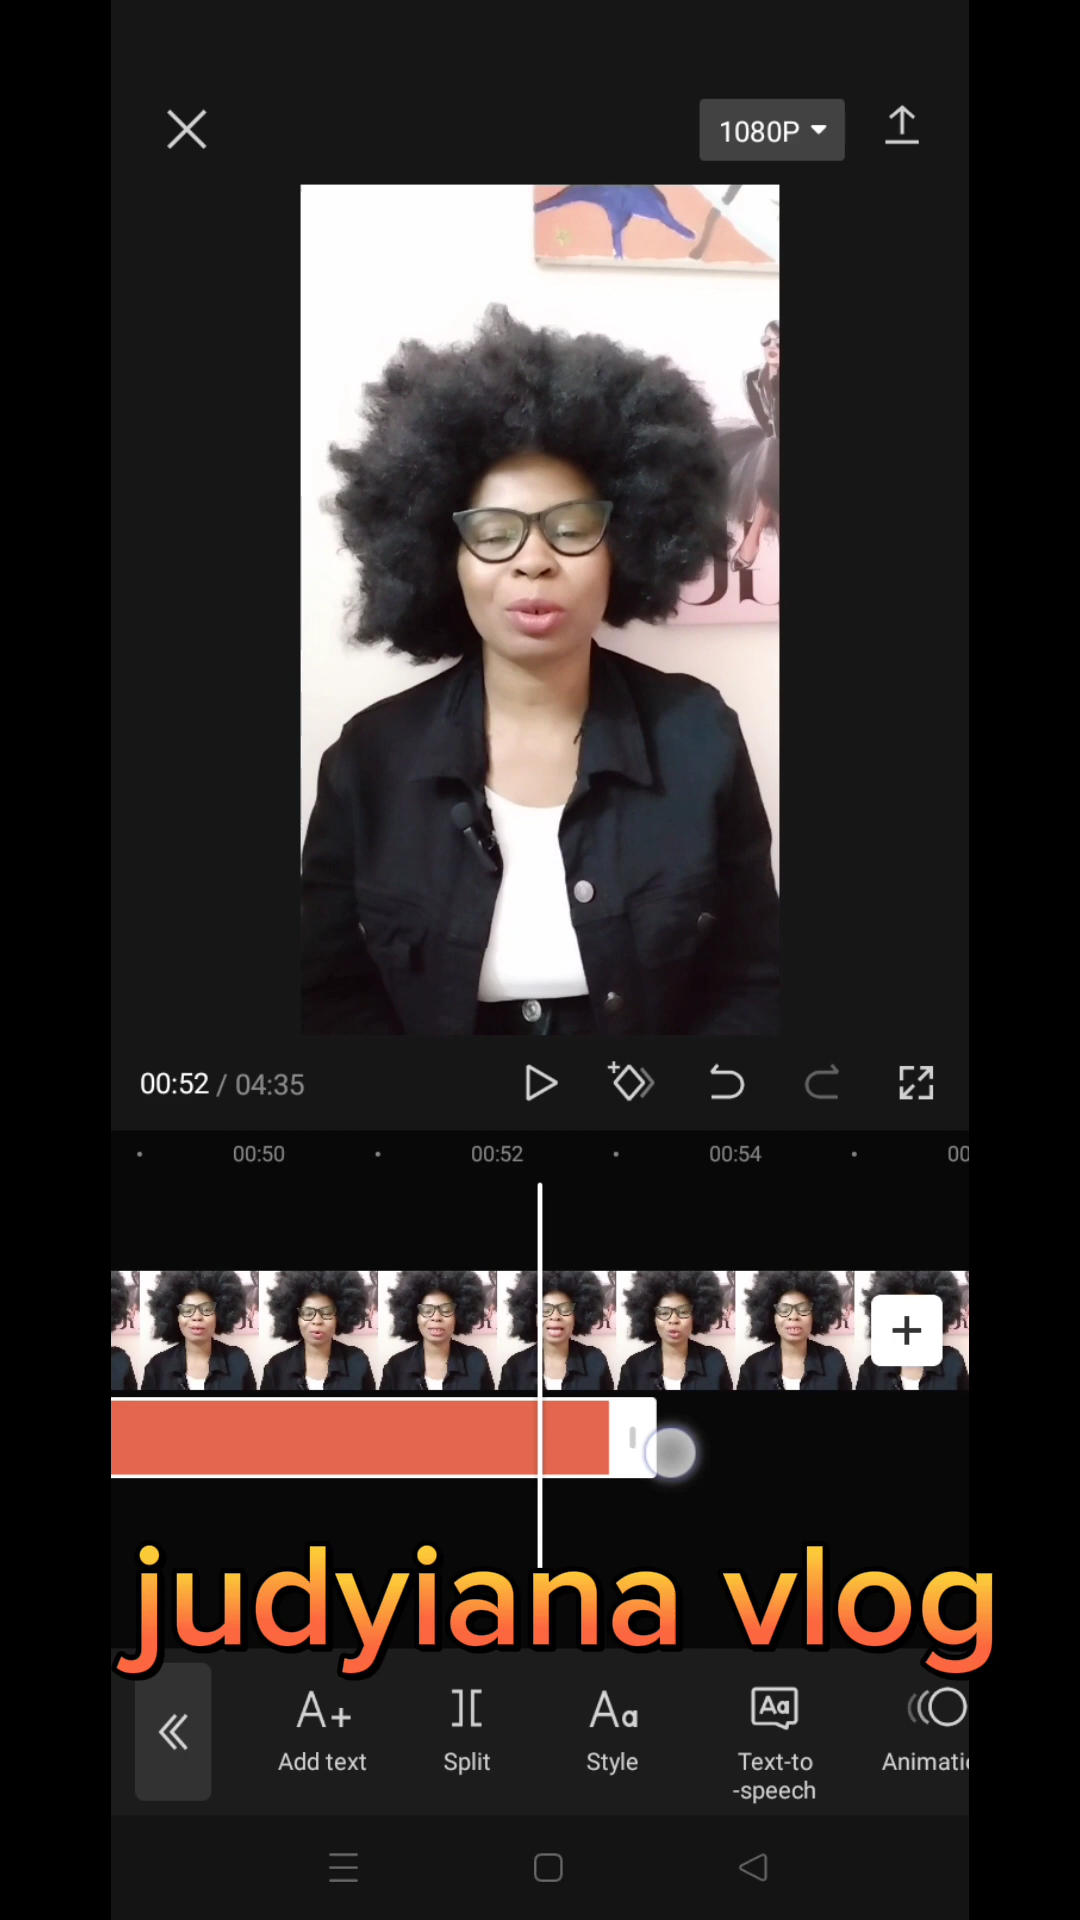 1080P
00:52 / 04:35
00:50 00:52 00:54 00
judyiana vlog
Add text Split Style Text-to
-speech Animatio